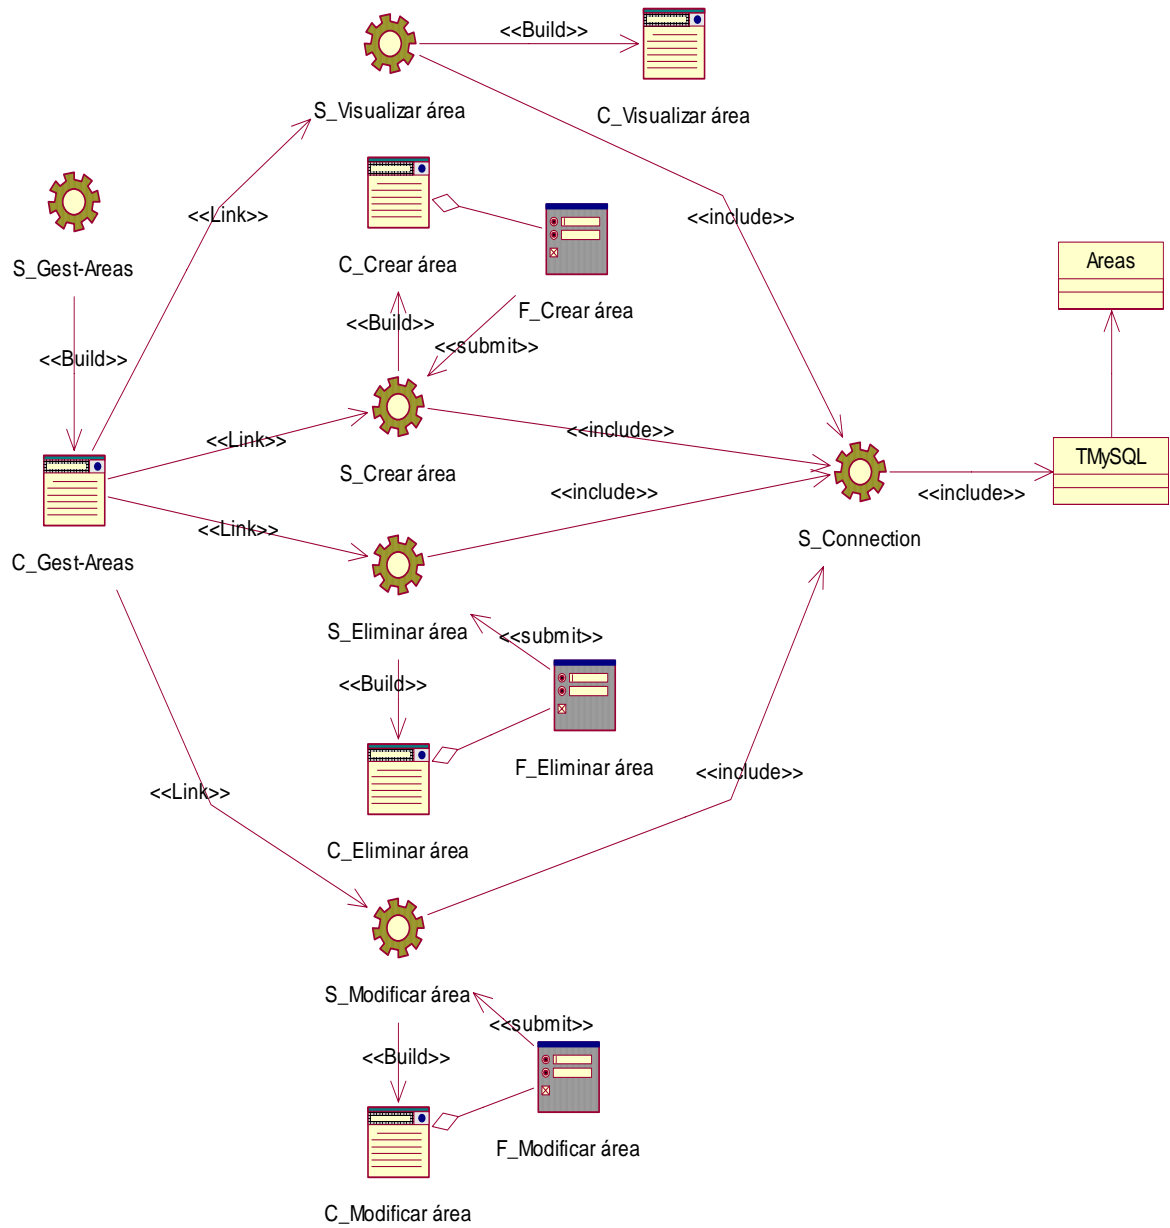 <<Build>>
S_Visualizar área
C_Visualizar área
<<Link>>
<<include>>
S_Gest-Areas
C_Crear área
Areas
F_Crear área
<<Build>>
<<Build>>
<<submit>>
<<Link>>
<<include>>
S_Crear área
TMySQL
<<include>>
<<include>>
<<Link>>
S_Connection
C_Gest-Areas
S_Eliminar área
<<submit>>
<<Build>>
F_Eliminar área
<<include>>
<<Link>>
C_Eliminar área
S_Modificar área
<<submit>>
<<Build>>
F_Modificar área
C_Modificar área